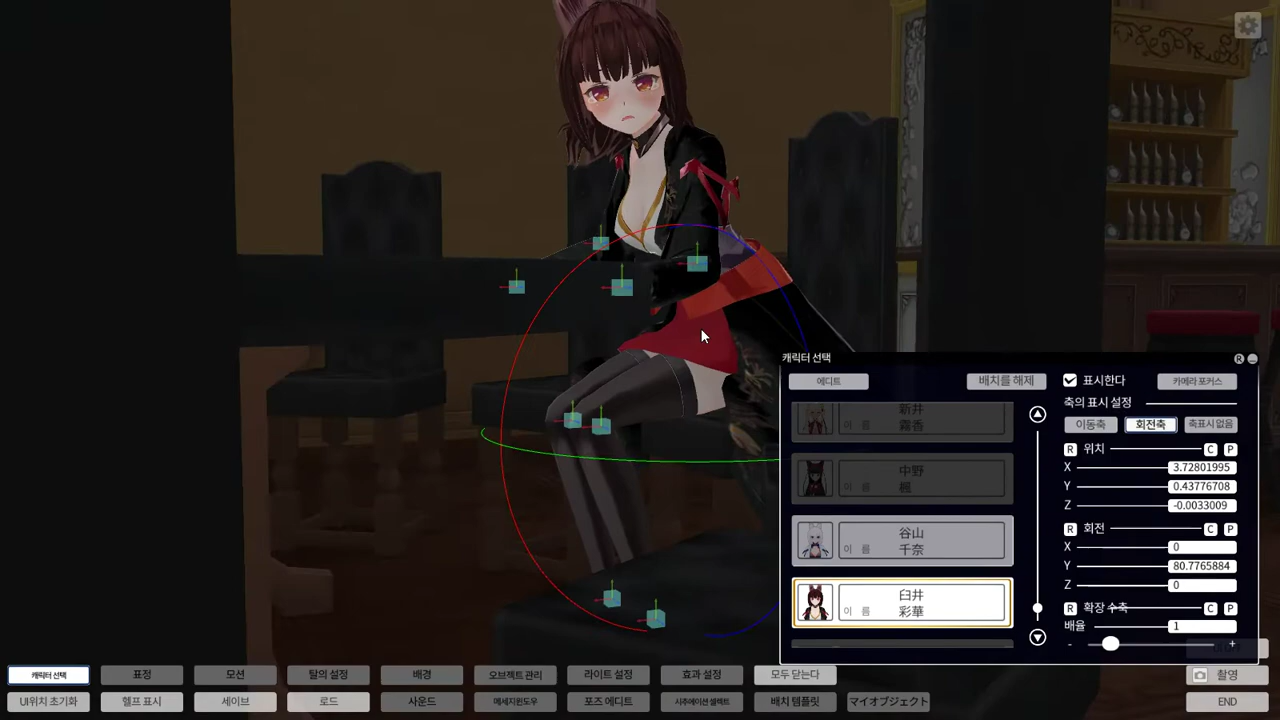 캐릭터 선택
R
에디트
배치를 해제
표시한다
카메라 포커스
축의 표시 설정
이동축
회전축
축표시 없음
新井
霧香
이 름
中野
楓
이 름
谷山
千奈
이 름
臼井
彩華
이 름
R 위치 C P
X 3.72801995
Y 0.43776708
Z -0.0033009
R 회전 C P
X 0
Y 80.7765884
Z 0
R 확장 수축 C P
배율 1
- +
캐릭터 선택
표정
모션
탈의 설정
배경
오브젝트 관리
라이트 설정
효과 설정
모두 닫는다
촬영
UI위치 초기화
헬프 표시
세이브
로드
사운드
메세지윈도우
포즈 에디트
시츄에이션 셀렉트
배치 템플릿
マイオブジェクト
END